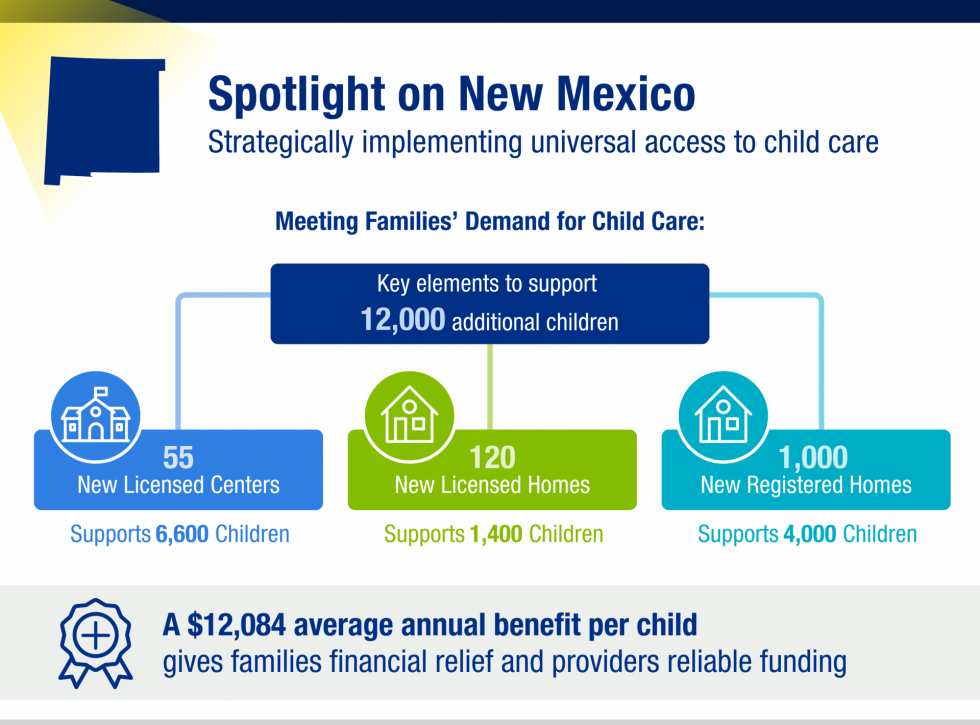 Spotlight on New Mexico
Strategically implementing universal access to child care
Meeting Families’ Demand for Child Care:
Key elements to support
12,000 additional children
55
New Licensed Centers
Supports 6,600 Children
120
New Licensed Homes
Supports 1,400 Children
1,000
New Registered Homes
Supports 4,000 Children
A $12,084 average annual benefit per child
gives families financial relief and providers reliable funding